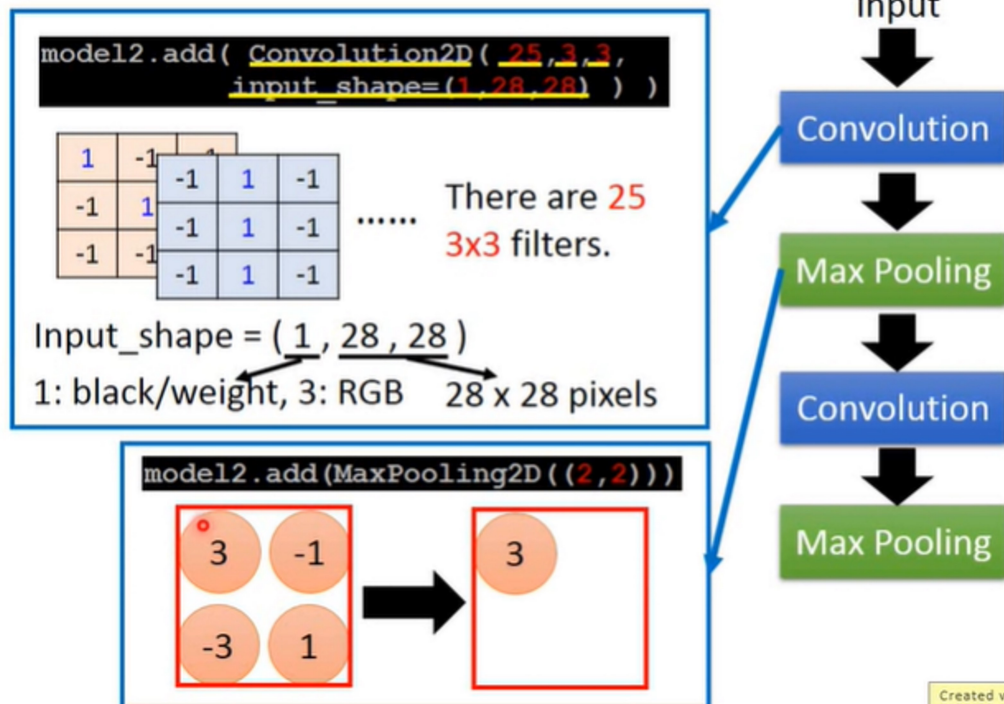 Input
model2.add( Convolution2D( 25,3,3,
input_shape=(1,28,28) ) )
Convolution
1 -1 -1
-1 1
-1 -1
-1 1 -1
-1 1 -1
-1 1 -1
......
There are 25
3x3 filters.
Max Pooling
Input_shape = ( 1 , 28 , 28 )
1: black/weight, 3: RGB 28 x 28 pixels
Convolution
model2.add(MaxPooling2D((2,2)))
3 -1
-3 1
3
Max Pooling
Created